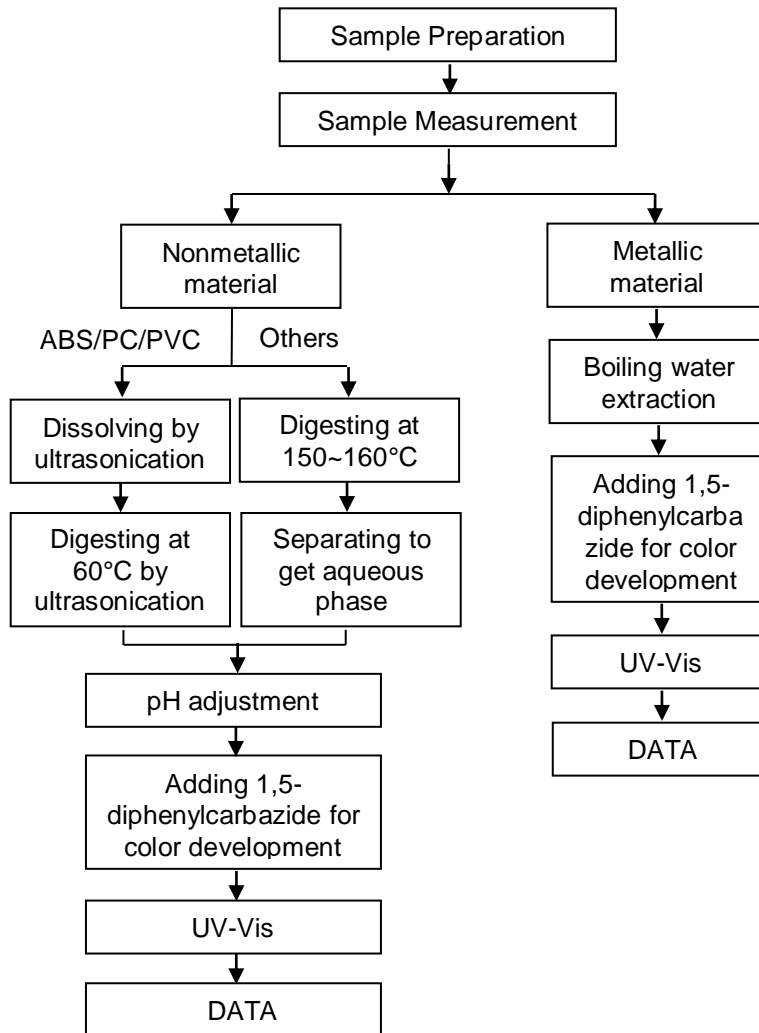 Sample Preparation
Sample Measurement
Nonmetallic
material
Metallic
material
ABS/PC/PVC
Others
Dissolving by
ultrasonication
Digesting at
150~160°C
Boiling water
extraction
Digesting at
60°C by
ultrasonication
Separating to
get aqueous
phase
Adding 1,5-
diphenylcarba
zide for color
development
pH adjustment
UV-Vis
DATA
Adding 1,5-
diphenylcarbazide for
color development
UV-Vis
DATA